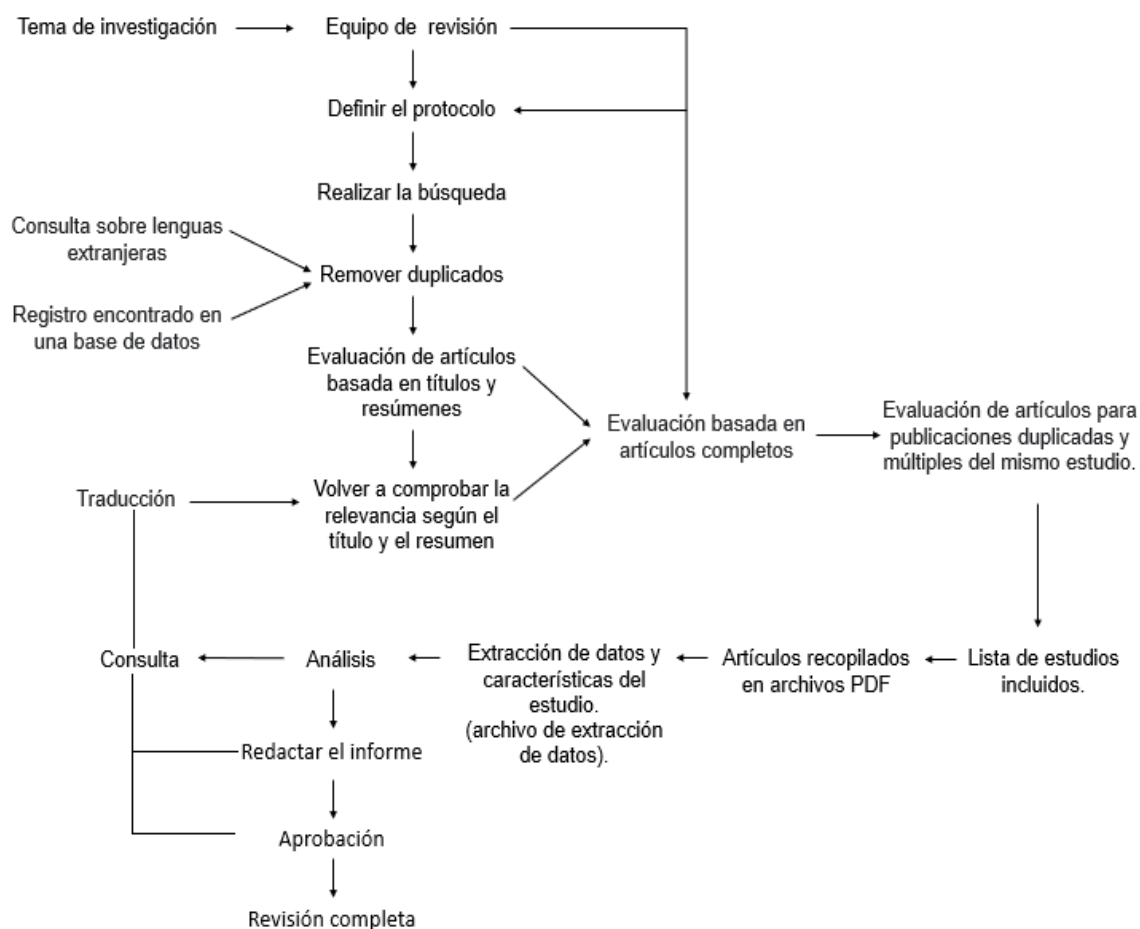 Tema de investigación
Equipo de revisión
Definir el protocolo
Realizar la búsqueda
Consulta sobre lenguas
extranjeras
Remover duplicados
Registro encontrado en
una base de datos
Evaluación de artículos
basada en títulos y
resúmenes
Evaluación basada en
artículos completos
Evaluación de artículos para
publicaciones duplicadas y
múltiples del mismo estudio.
Traducción
Volver a comprobar la
relevancia según el
título y el resumen
Consulta
Análisis
Extracción de datos y
características del
estudio.
(archivo de extracción
de datos).
Artículos recopilados
en archivos PDF
Lista de estudios
incluidos.
Redactar el informe
Aprobación
Revisión completa